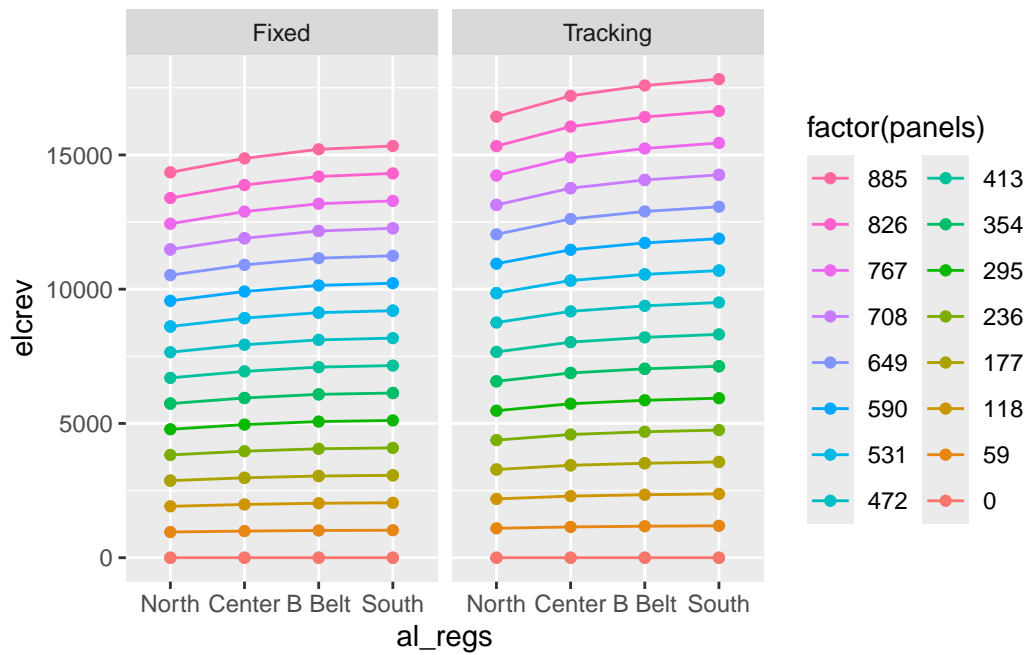 Fixed
Tracking
elcrev
15000
10000
5000
0
North Center B Belt South
North Center B Belt South
al_regs
factor(panels)
885
826
767
708
649
590
531
472
413
354
295
236
177
118
59
0